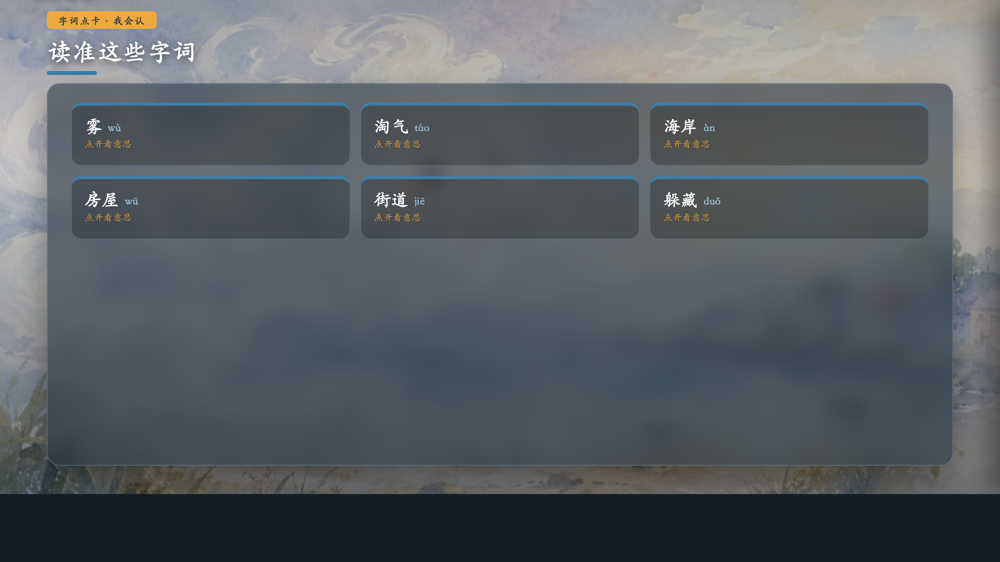 字词点卡 · 我会认
读准这些字词
雾 wù
点开看意思
淘气 táo
点开看意思
海岸 àn
点开看意思
房屋 wū
点开看意思
街道 jiē
点开看意思
躲藏 duǒ
点开看意思